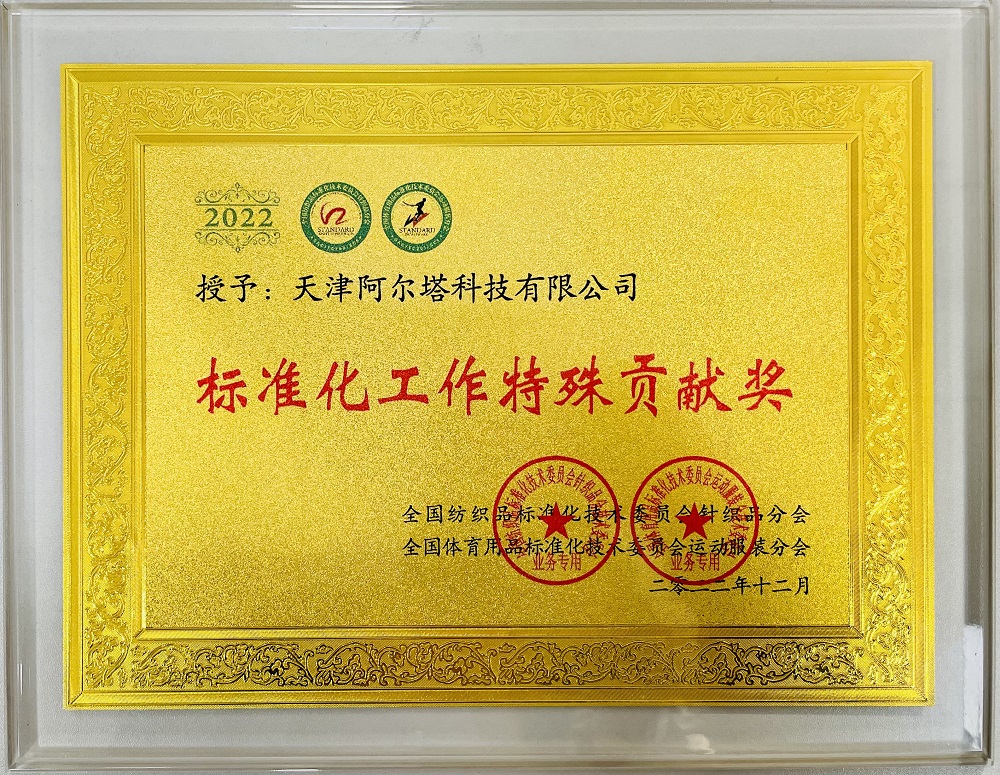 2022
STANDARD
STANDARD
授予：天津阿尔塔科技有限公司
标准化工作特殊贡献奖
全国纺织品标准化技术委员会针织品分会
全国体育用品标准化技术委员会运动服装分会
二零二二年十二月
业务专用
业务专用